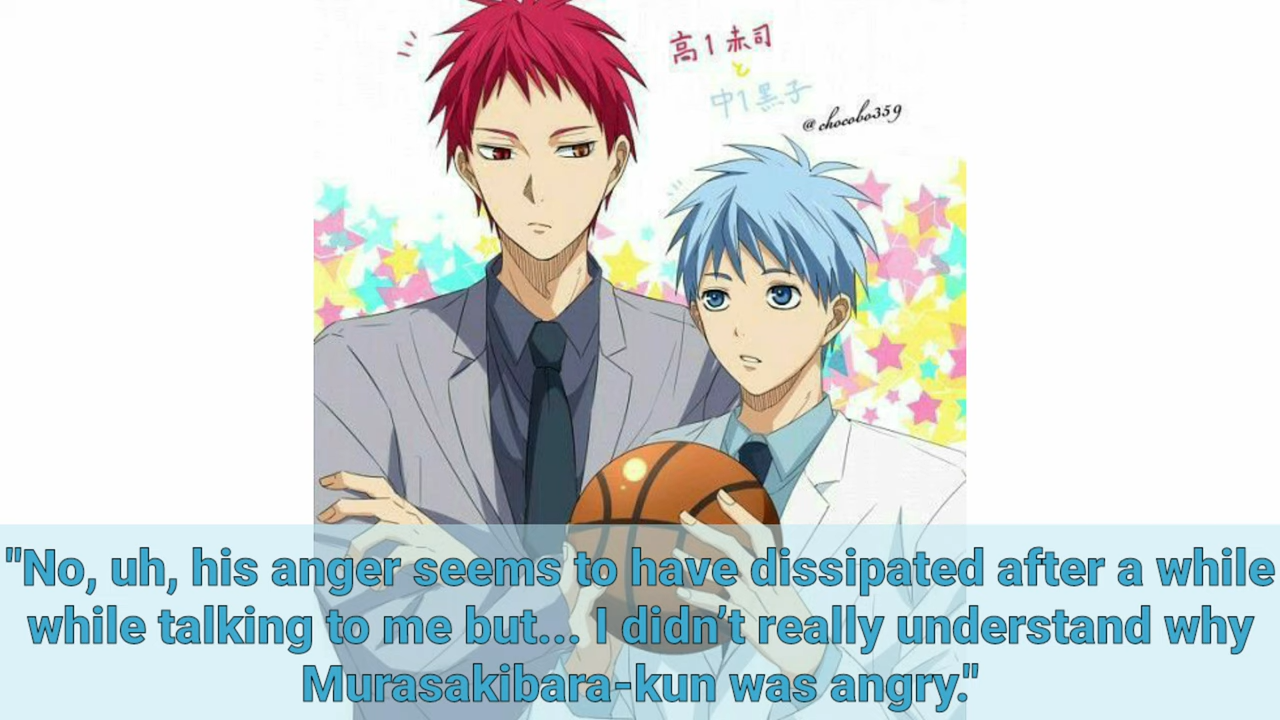 高1赤司
と
中1黒子
@chocobo359
"No, uh, his anger seems to have dissipated after a while
while talking to me but... I didn’t really understand why
Murasakibara-kun was angry."